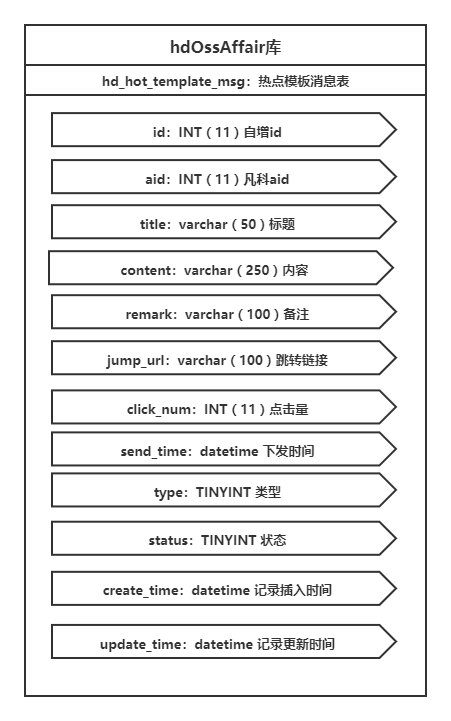 hdOssAffair库
hd_hot_template_msg：热点模板消息表
id：INT（11）自增id
aid：INT（11）凡科aid
title：varchar（50）标题
content：varchar（250）内容
remark：varchar（100）备注
jump_url：varchar（100）跳转链接
click_num：INT（11）点击量
send_time：datetime 下发时间
type：TINYINT 类型
status：TINYINT 状态
create_time：datetime 记录插入时间
update_time：datetime 记录更新时间